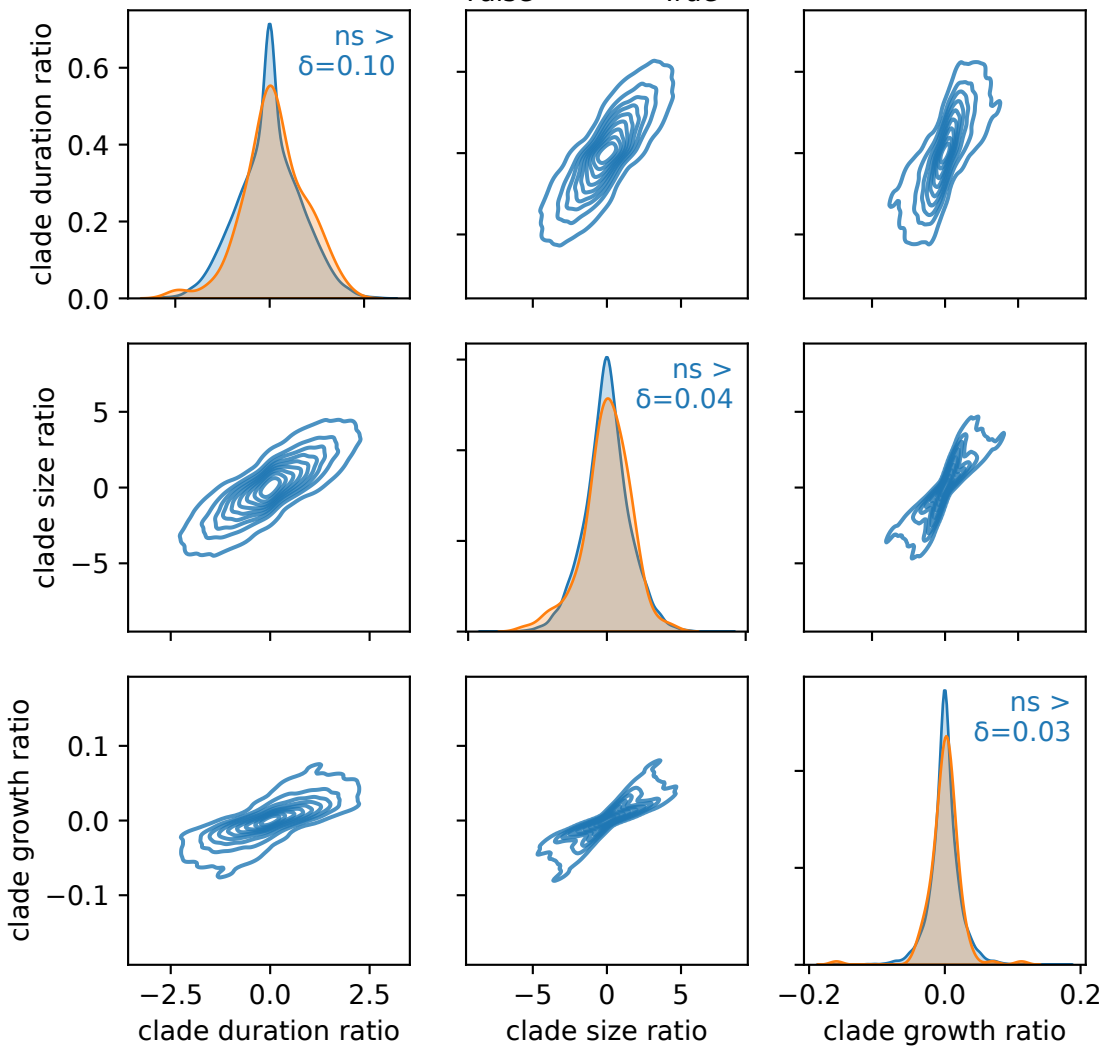 clade duration ratio
0.6
0.4
0.2
0.0
ns >
δ=0.10
clade size ratio
5
0
−5
ns >
δ=0.04
clade growth ratio
0.1
0.0
−0.1
ns >
δ=0.03
−2.5 0.0 2.5
−5 0 5
−0.2 0.0 0.2
clade duration ratio
clade size ratio
clade growth ratio